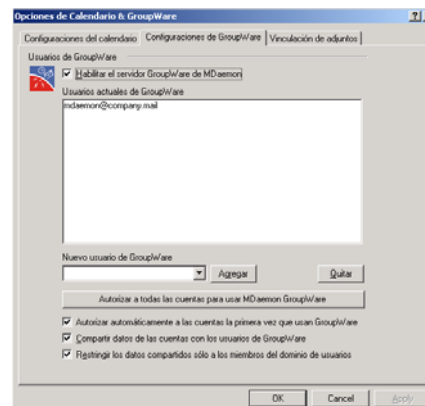 Opciones de Calendario & GroupWare
Configuraciones del calendario Configuraciones de GroupWare Vinculación de adjuntos
Usuarios de GroupWare
Habilitar el servidor GroupWare de MDaemon
Usuarios actuales de GroupWare
mdaemon@company.mail
Nuevo usuario de GroupWare
Agregar Quitar
Autorizar a todas las cuentas para usar MDaemon GroupWare
Autorizar automáticamente a las cuentas la primera vez que usan GroupWare
Compartir datos de las cuentas con los usuarios de GroupWare
Restringir los datos compartidos sólo a los miembros del dominio de usuarios
OK Cancel Apply